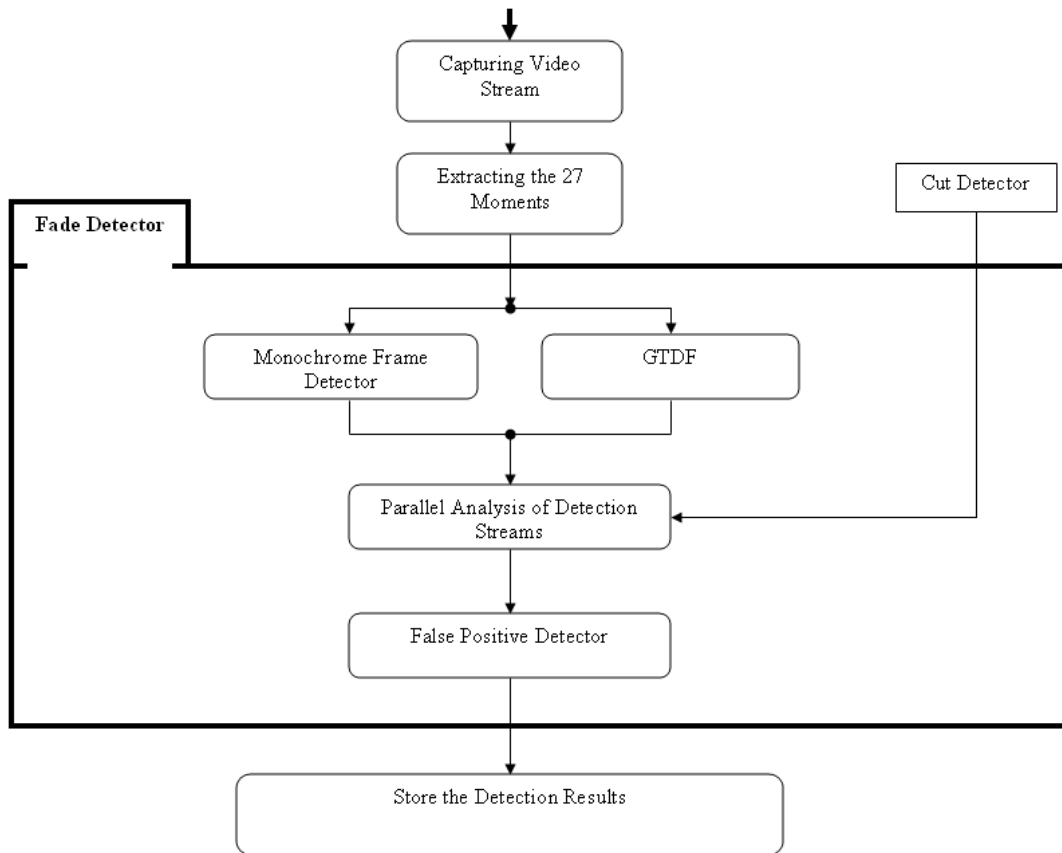 Capturing Video
Stream
Extracting the 27
Moments
Cut Detector
Fade Detector
Monochrome Frame
Detector
GTDF
Parallel Analysis of Detection
Streams
False Positive Detector
Store the Detection Results